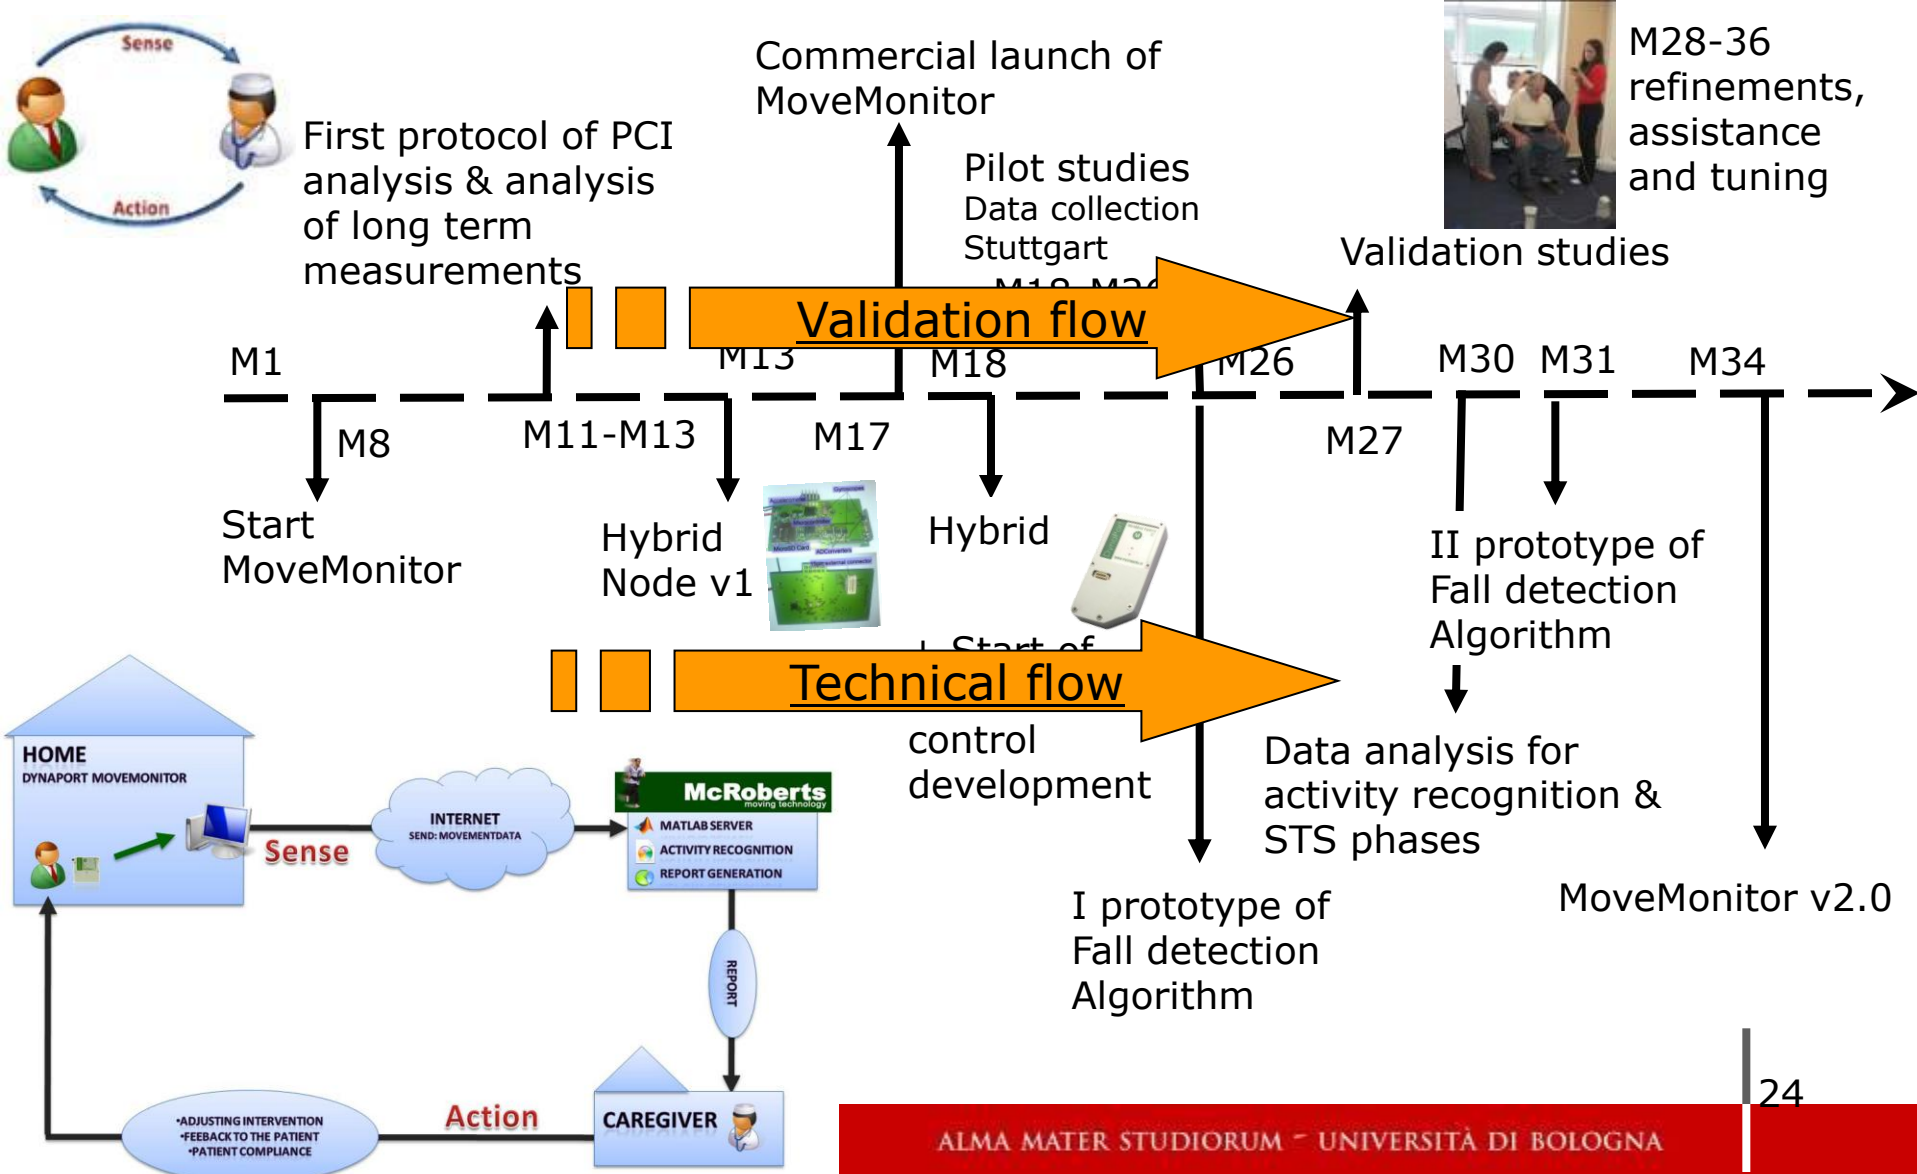 Sense
Action
First protocol of PCI
analysis & analysis
of long term
measurements
Commercial launch of
MoveMonitor
Pilot studies
Data collection
Stuttgart
Validation studies
M28-36
refinements,
assistance
and tuning
Validation flow
M1
M13
M18
M26
M30
M31
M34
M8
M11-M13
M17
M27
Start
MoveMonitor
Hybrid
Node v1
Hybrid
+ Start of
control
development
Technical flow
II prototype of
Fall detection
Algorithm
Data analysis for
activity recognition &
STS phases
I prototype of
Fall detection
Algorithm
MoveMonitor v2.0
HOME
DYNAPORT MOVEMONITOR
Sense
INTERNET
SEND: MOVEMENTDATA
McRoberts
moving technology
MATLAB SERVER
ACTIVITY RECOGNITION
REPORT GENERATION
REPORT
CAREGIVER
Action
•ADJUSTING INTERVENTION
•FEEBACK TO THE PATIENT
•PATIENT COMPLIANCE
24
ALMA MATER STUDIORUM – UNIVERSITÀ DI BOLOGNA